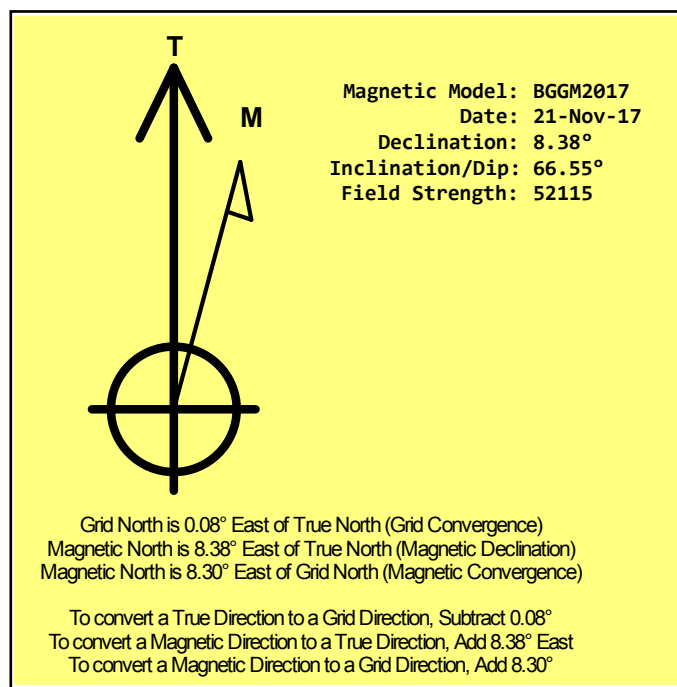 T
M
Magnetic Model: BGGM2017
Date: 21-Nov-17
Declination: 8.38°
Inclination/Dip: 66.55°
Field Strength: 52115
Grid North is 0.08° East of True North (Grid Convergence)
Magnetic North is 8.38° East of True North (Magnetic Declination)
Magnetic North is 8.30° East of Grid North (Magnetic Convergence)
To convert a True Direction to a Grid Direction, Subtract 0.08°
To convert a Magnetic Direction to a True Direction, Add 8.38° East
To convert a Magnetic Direction to a Grid Direction, Add 8.30°